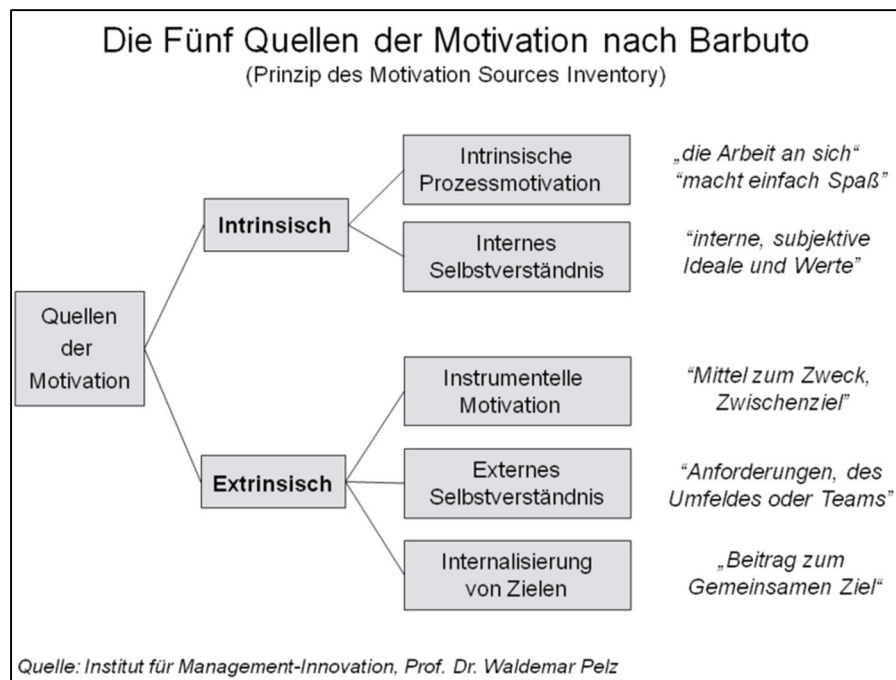 Die Fünf Quellen der Motivation nach Barbuto
(Prinzip des Motivation Sources Inventory)
Quellen
der
Motivation
Intrinsisch
Intrinsische
Prozessmotivation
„die Arbeit an sich“
“macht einfach Spaß”
Internes
Selbstverständnis
“interne, subjektive
Ideale und Werte”
Extrinsisch
Instrumentelle
Motivation
“Mittel zum Zweck,
Zwischenziel”
Externes
Selbstverständnis
“Anforderungen, des
Umfeldes oder Teams”
Internalisierung
von Zielen
„Beitrag zum
Gemeinsamen Ziel“
Quelle: Institut für Management-Innovation, Prof. Dr. Waldemar Pelz